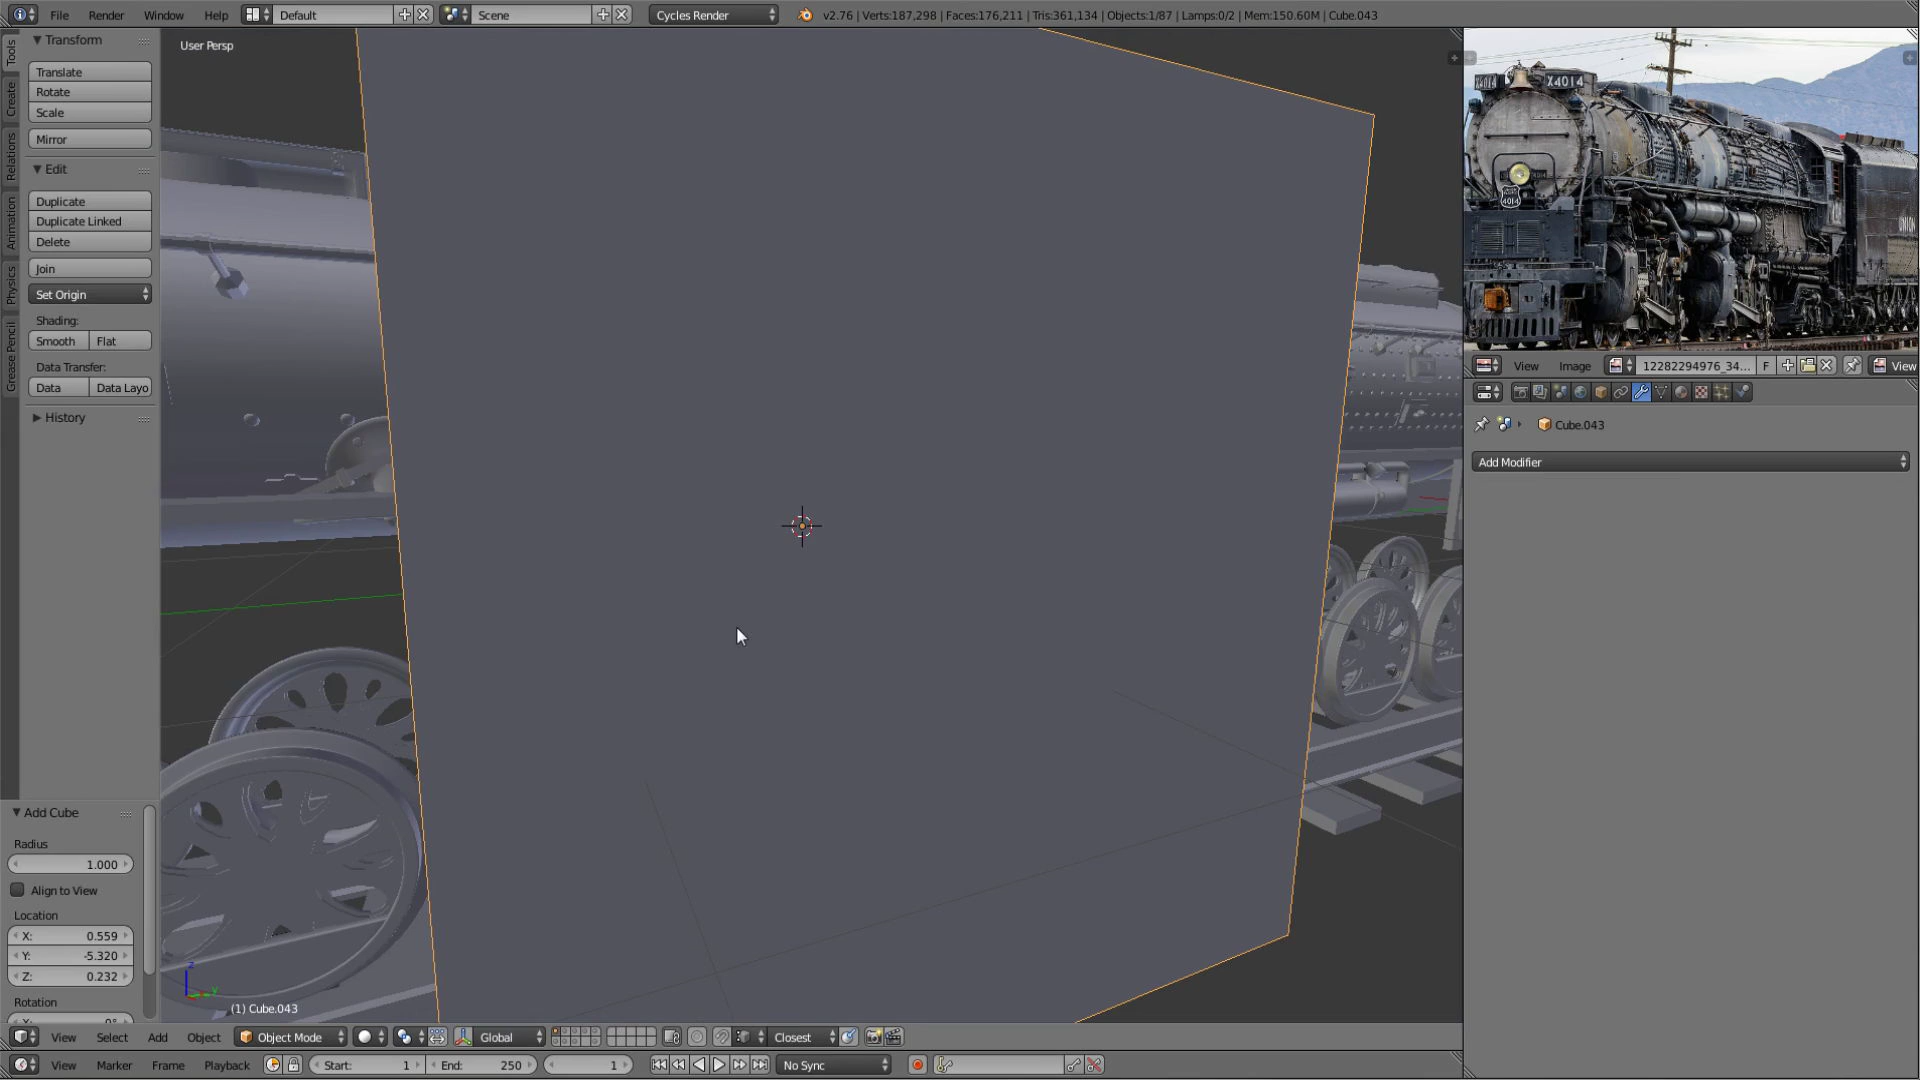 File Render Window Help Default Scene Cycles Render v2.76 | Verts:187,298 | Faces:176,211 | Tris:361,134 | Objects:1/87 | Lamps:0/2 | Mem:150.60M | Cube.043
Tools
Create
Relations
Animation
Physics
Grease Pencil
Transform
Translate
Rotate
Scale
Mirror
Edit
Duplicate
Duplicate Linked
Delete
Join
Set Origin
Shading:
Smooth Flat
Data Transfer:
Data Data Layo
History
Add Cube
Radius
1.000
Align to View
Location
X: 0.559
Y: -5.320
Z: 0.232
Rotation
User Persp
z
y
(1) Cube.043
X4014 X4014
4014
UNION
View Image 12282294976_34... F View
Cube.043
Add Modifier
View Select Add Object Object Mode Global Closest
View Marker Frame Playback Start: 1 End: 250 1 No Sync